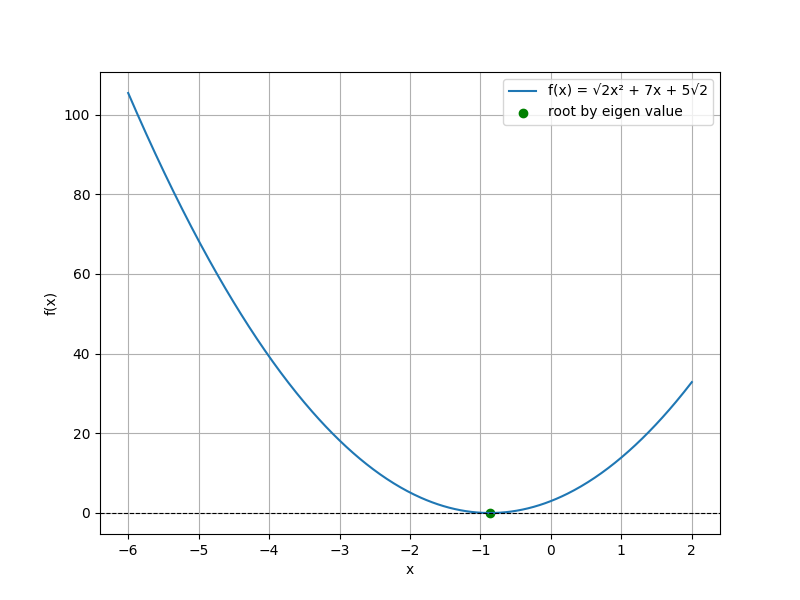 f(x) = √2x² + 7x + 5√2
root by eigen value
100
80
60
40
20
0
f(x)
−6 −5 −4 −3 −2 −1 0 1 2
x